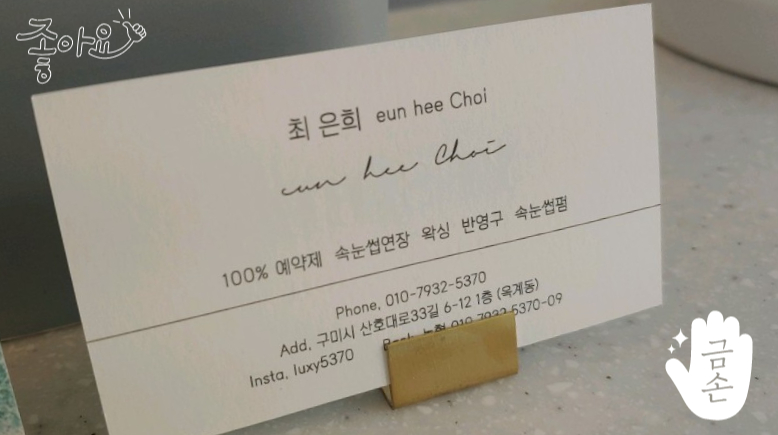 좋아요
최 은희 eun hee Choi
eun hee Choi
100% 예약제 속눈썹연장 왁싱 반영구 속눈썹펌
Phone. 010-7932-5370
Add. 구미시 산호대로33길 6-12 1층 (옥계동)
Insta. luxy5370 Bank. 농협 010-7932-5370-09
금손